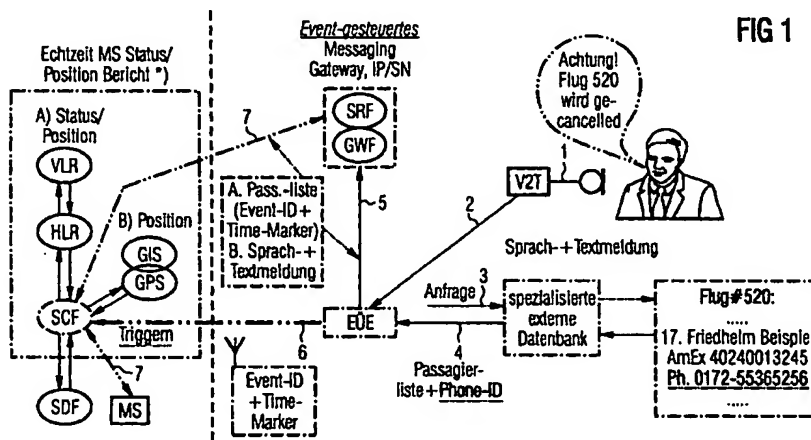 FIG 1
Echtzeit MS Status/
Position Bericht *)
A) Status/
Position
VLR
HLR
B) Position
GIS
GPS
SCF
Triggern
7
SDF
MS
Event-gesteuertes
Messaging
Gateway, IP/SN
SRF
GWF
7
A. Pass.-liste
(Event-ID+
Time-Marker)
B. Sprach-+
Textmeldung
5
2
V2T
1
Achtung!
Flug 520
wird ge-
cancelled
Sprach-+Textmeldung
Anfrage
3
EDE
4
6
Passagier-
liste+Phone-ID
Event-ID
+Time-
Marker
spezialisierte
externe
Datenbank
Flug#520:
.....
17. Friedhelm Beisple
AmEx 40240013245
Ph. 0172-55365256
.....